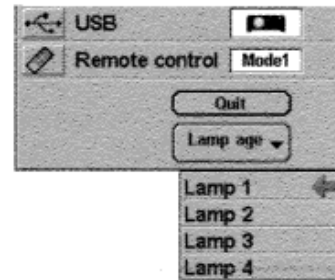 USB
Remote control Mode1
Quit
Lamp age
Lamp 1
Lamp 2
Lamp 3
Lamp 4